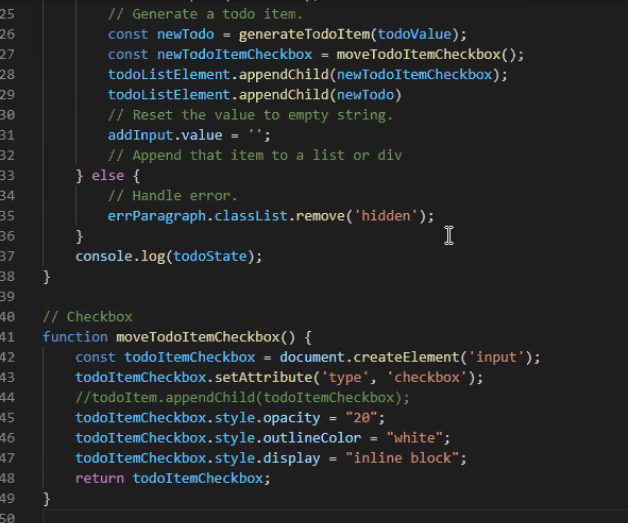 25 // Generate a todo item.
26 const newTodo = generateTodoItem(todoValue);
27 const newTodoItemCheckbox = moveTodoItemCheckbox();
28 todoListElement.appendChild(newTodoItemCheckbox);
29 todoListElement.appendChild(newTodo)
30 // Reset the value to empty string.
31 addInput.value = '';
32 // Append that item to a list or div
33 } else {
34 // Handle error.
35 errParagraph.classList.remove('hidden');
36 }
37 console.log(todoState);
38 }
39
40 // Checkbox
41 function moveTodoItemCheckbox() {
42 const todoItemCheckbox = document.createElement('input');
43 todoItemCheckbox.setAttribute('type', 'checkbox');
44 //todoItem.appendChild(todoItemCheckbox);
45 todoItemCheckbox.style.opacity = "20";
46 todoItemCheckbox.style.outlineColor = "white";
47 todoItemCheckbox.style.display = "inline block";
48 return todoItemCheckbox;
49 }
50